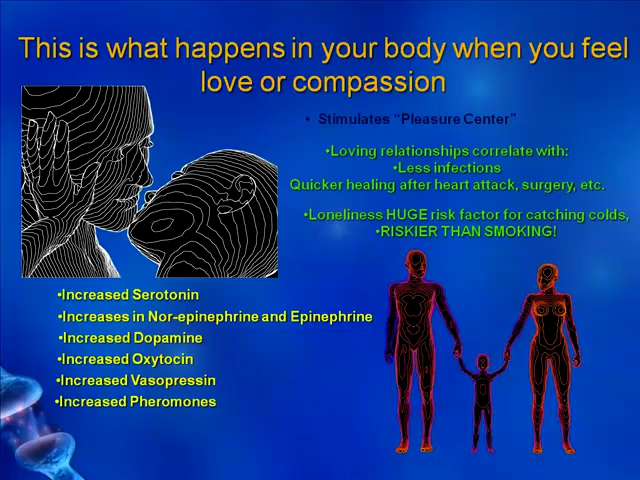 This is what happens in your body when you feel
love or compassion
• Stimulates “Pleasure Center”
•Loving relationships correlate with:
•Less infections
Quicker healing after heart attack, surgery, etc.
•Loneliness HUGE risk factor for catching colds,
•RISKIER THAN SMOKING!
•Increased Serotonin
•Increases in Nor-epinephrine and Epinephrine
•Increased Dopamine
•Increased Oxytocin
•Increased Vasopressin
•Increased Pheromones